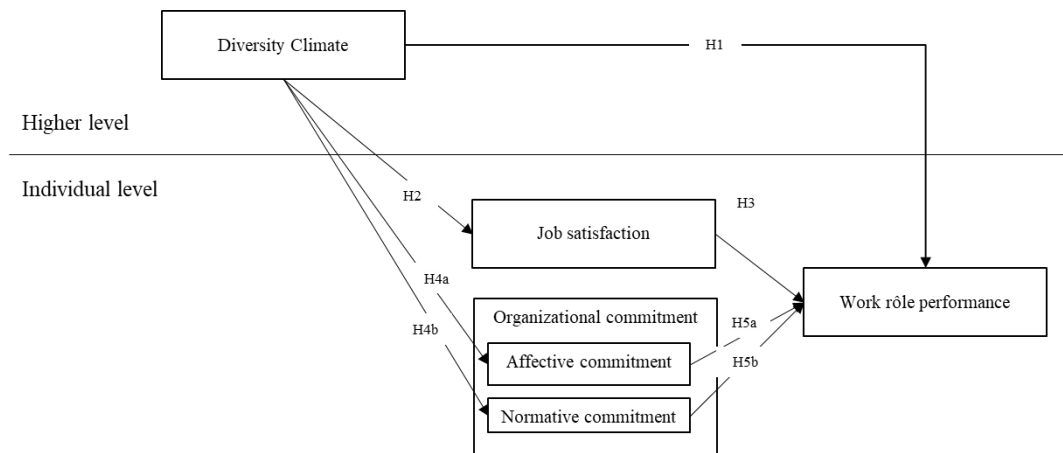 Diversity Climate
H1
Higher level
Individual level
H2
H3
Job satisfaction
H4a
Work rôle performance
Organizational commitment
H4b
H5a
Affective commitment
H5b
Normative commitment